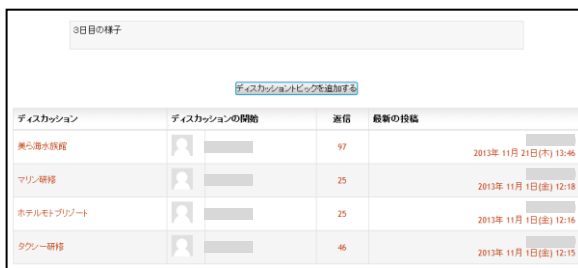 3日目の様子
ディスカッショントピックを追加する
ディスカッション ディスカッションの開始 返信 最新の投稿
美ら海水族館 97 2013年 11月 21日(木) 13:46
マリン研修 25 2013年 11月 1日(金) 12:18
ホテルモトブリゾート 25 2013年 11月 1日(金) 12:16
タクシー研修 46 2013年 11月 1日(金) 12:15